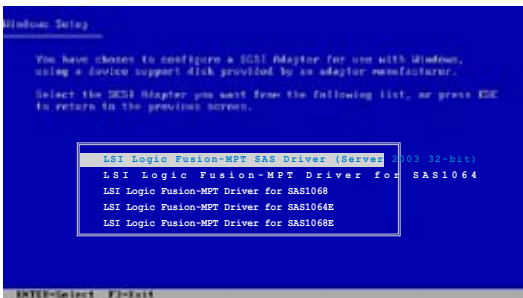 Windows Setup
You have chosen to configure a SCSI Adapter for use with Windows,
using a device support disk provided by an adapter manufacturer.
Select the SCSI Adapter you want from the following list, or press ESC
to return to the previous screen.
LSI Logic Fusion-MPT SAS Driver (Server 2003 32-bit)
LSI Logic Fusion-MPT Driver for SAS1064
LSI Logic Fusion-MPT Driver for SAS1068
LSI Logic Fusion-MPT Driver for SAS1064E
LSI Logic Fusion-MPT Driver for SAS1068E
ENTER=Select F3=Exit